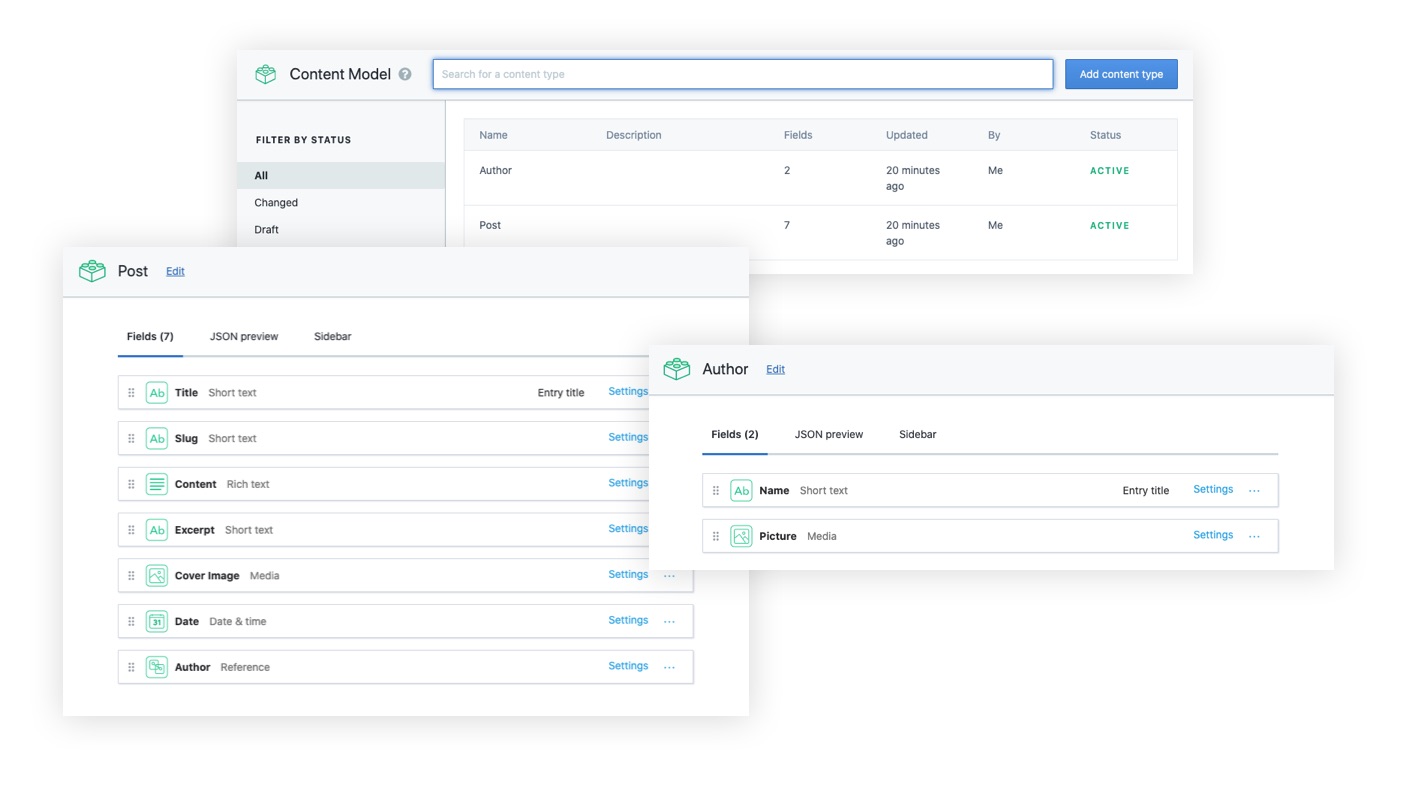 Content Model ? Search for a content type Add content type
FILTER BY STATUS
All
Changed
Draft
Name Description Fields Updated By Status
Author 2 20 minutes ago Me ACTIVE
Post 7 20 minutes ago Me ACTIVE
Post Edit
Fields (7) JSON preview Sidebar
Ab Title Short text Entry title Settings
Ab Slug Short text Settings
Content Rich text Settings
Ab Excerpt Short text Settings
Cover Image Media Settings ...
31 Date Date & time Settings ...
Author Reference Settings ...
Author Edit
Fields (2) JSON preview Sidebar
Ab Name Short text Entry title Settings ...
Picture Media Settings ...